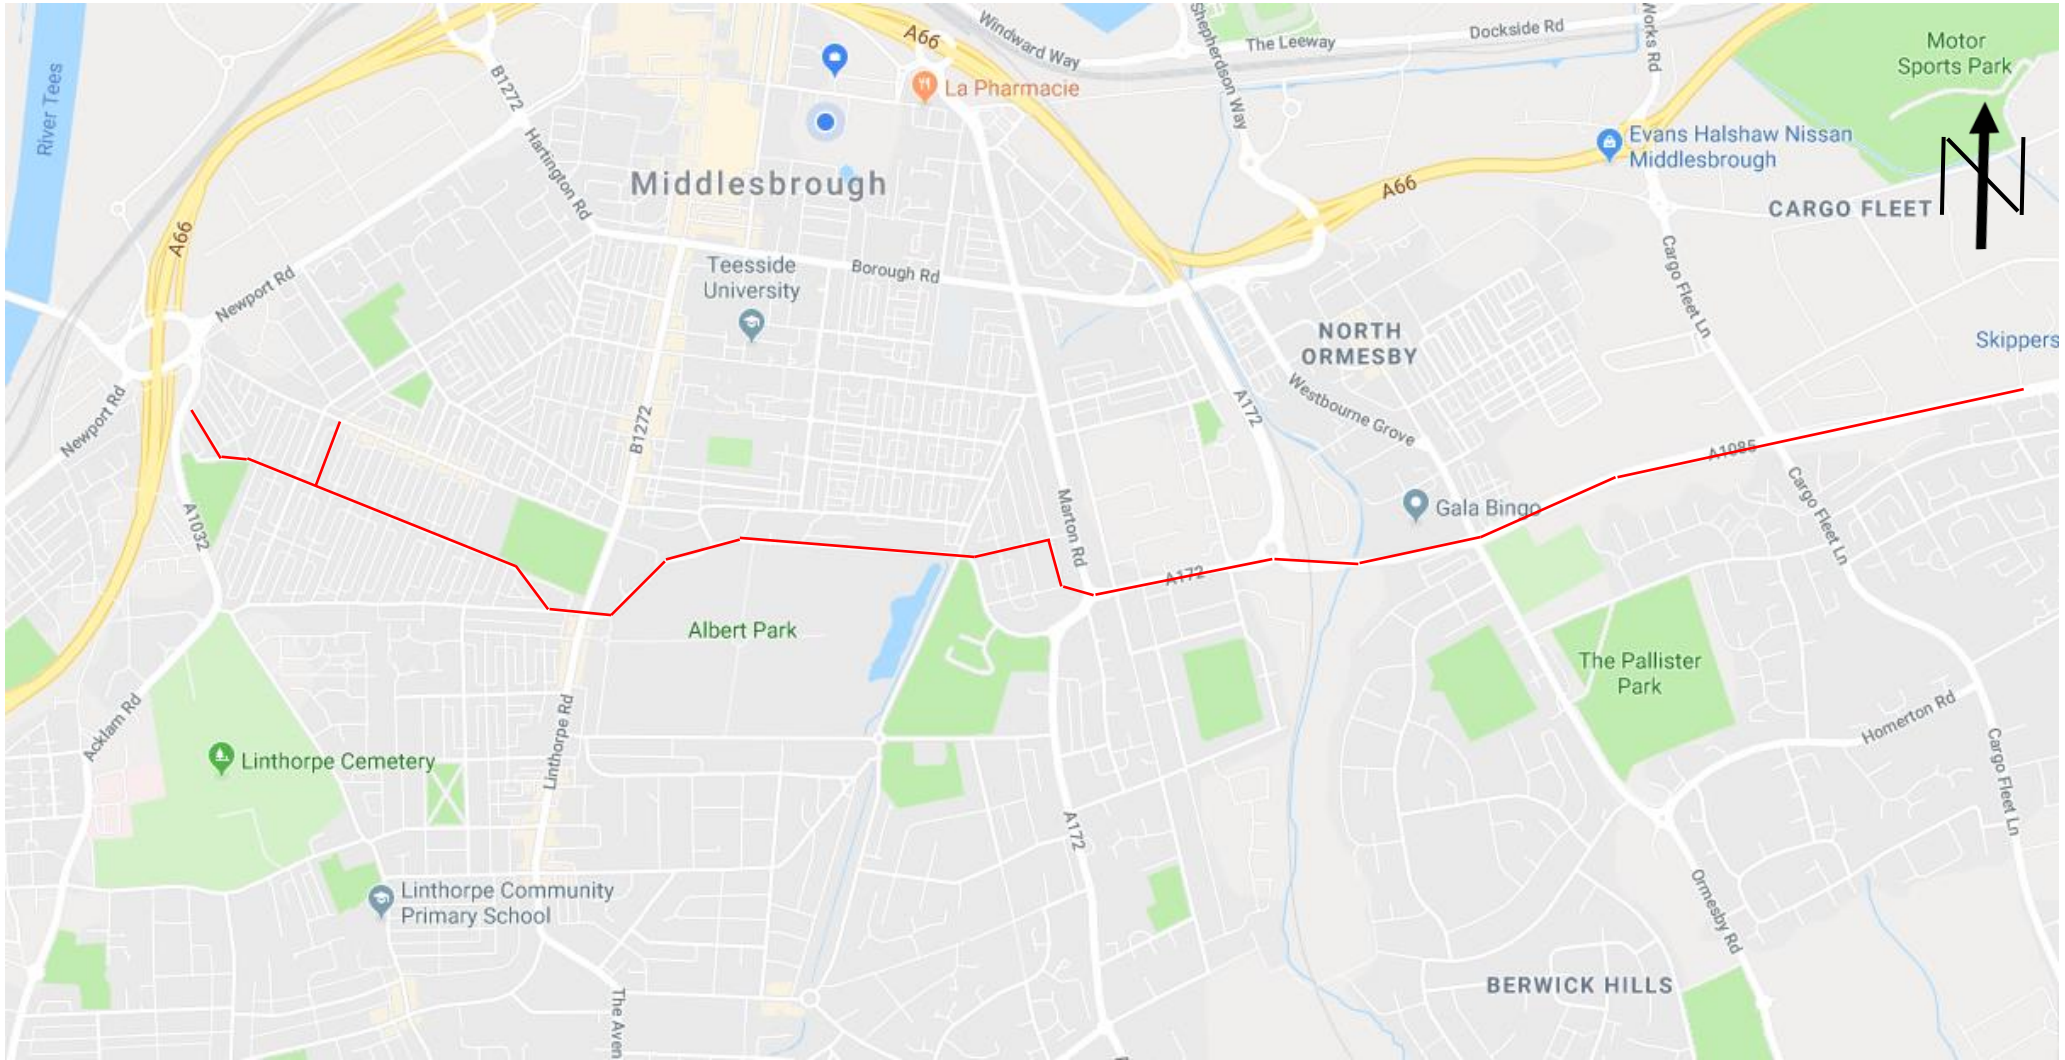 River Tees
A66
B1272
Hartington Rd
Newport Rd
A66
Newport Rd
A1032
Acklam Rd
Linthorpe Cemetery
Linthorpe Community
Primary School
Linthorpe Rd
The Aven
B1272
Middlesbrough
Teesside
University
Borough Rd
Albert Park
A66
La Pharmacie
Windward Way
Shepherdson Way
The Leeway
Dockside Rd
Works Rd
Motor
Sports Park
Evans Halshaw Nissan
Middlesbrough
A66
CARGO FLEET
N
Cargo Fleet Ln
Skippers
NORTH
ORMESBY
Westbourne Grove
A172
Marton Rd
A172
Gala Bingo
A1085
Cargo Fleet Ln
The Pallister
Park
Homerton Rd
Cargo Fleet Ln
A172
Ormesby Rd
BERWICK HILLS